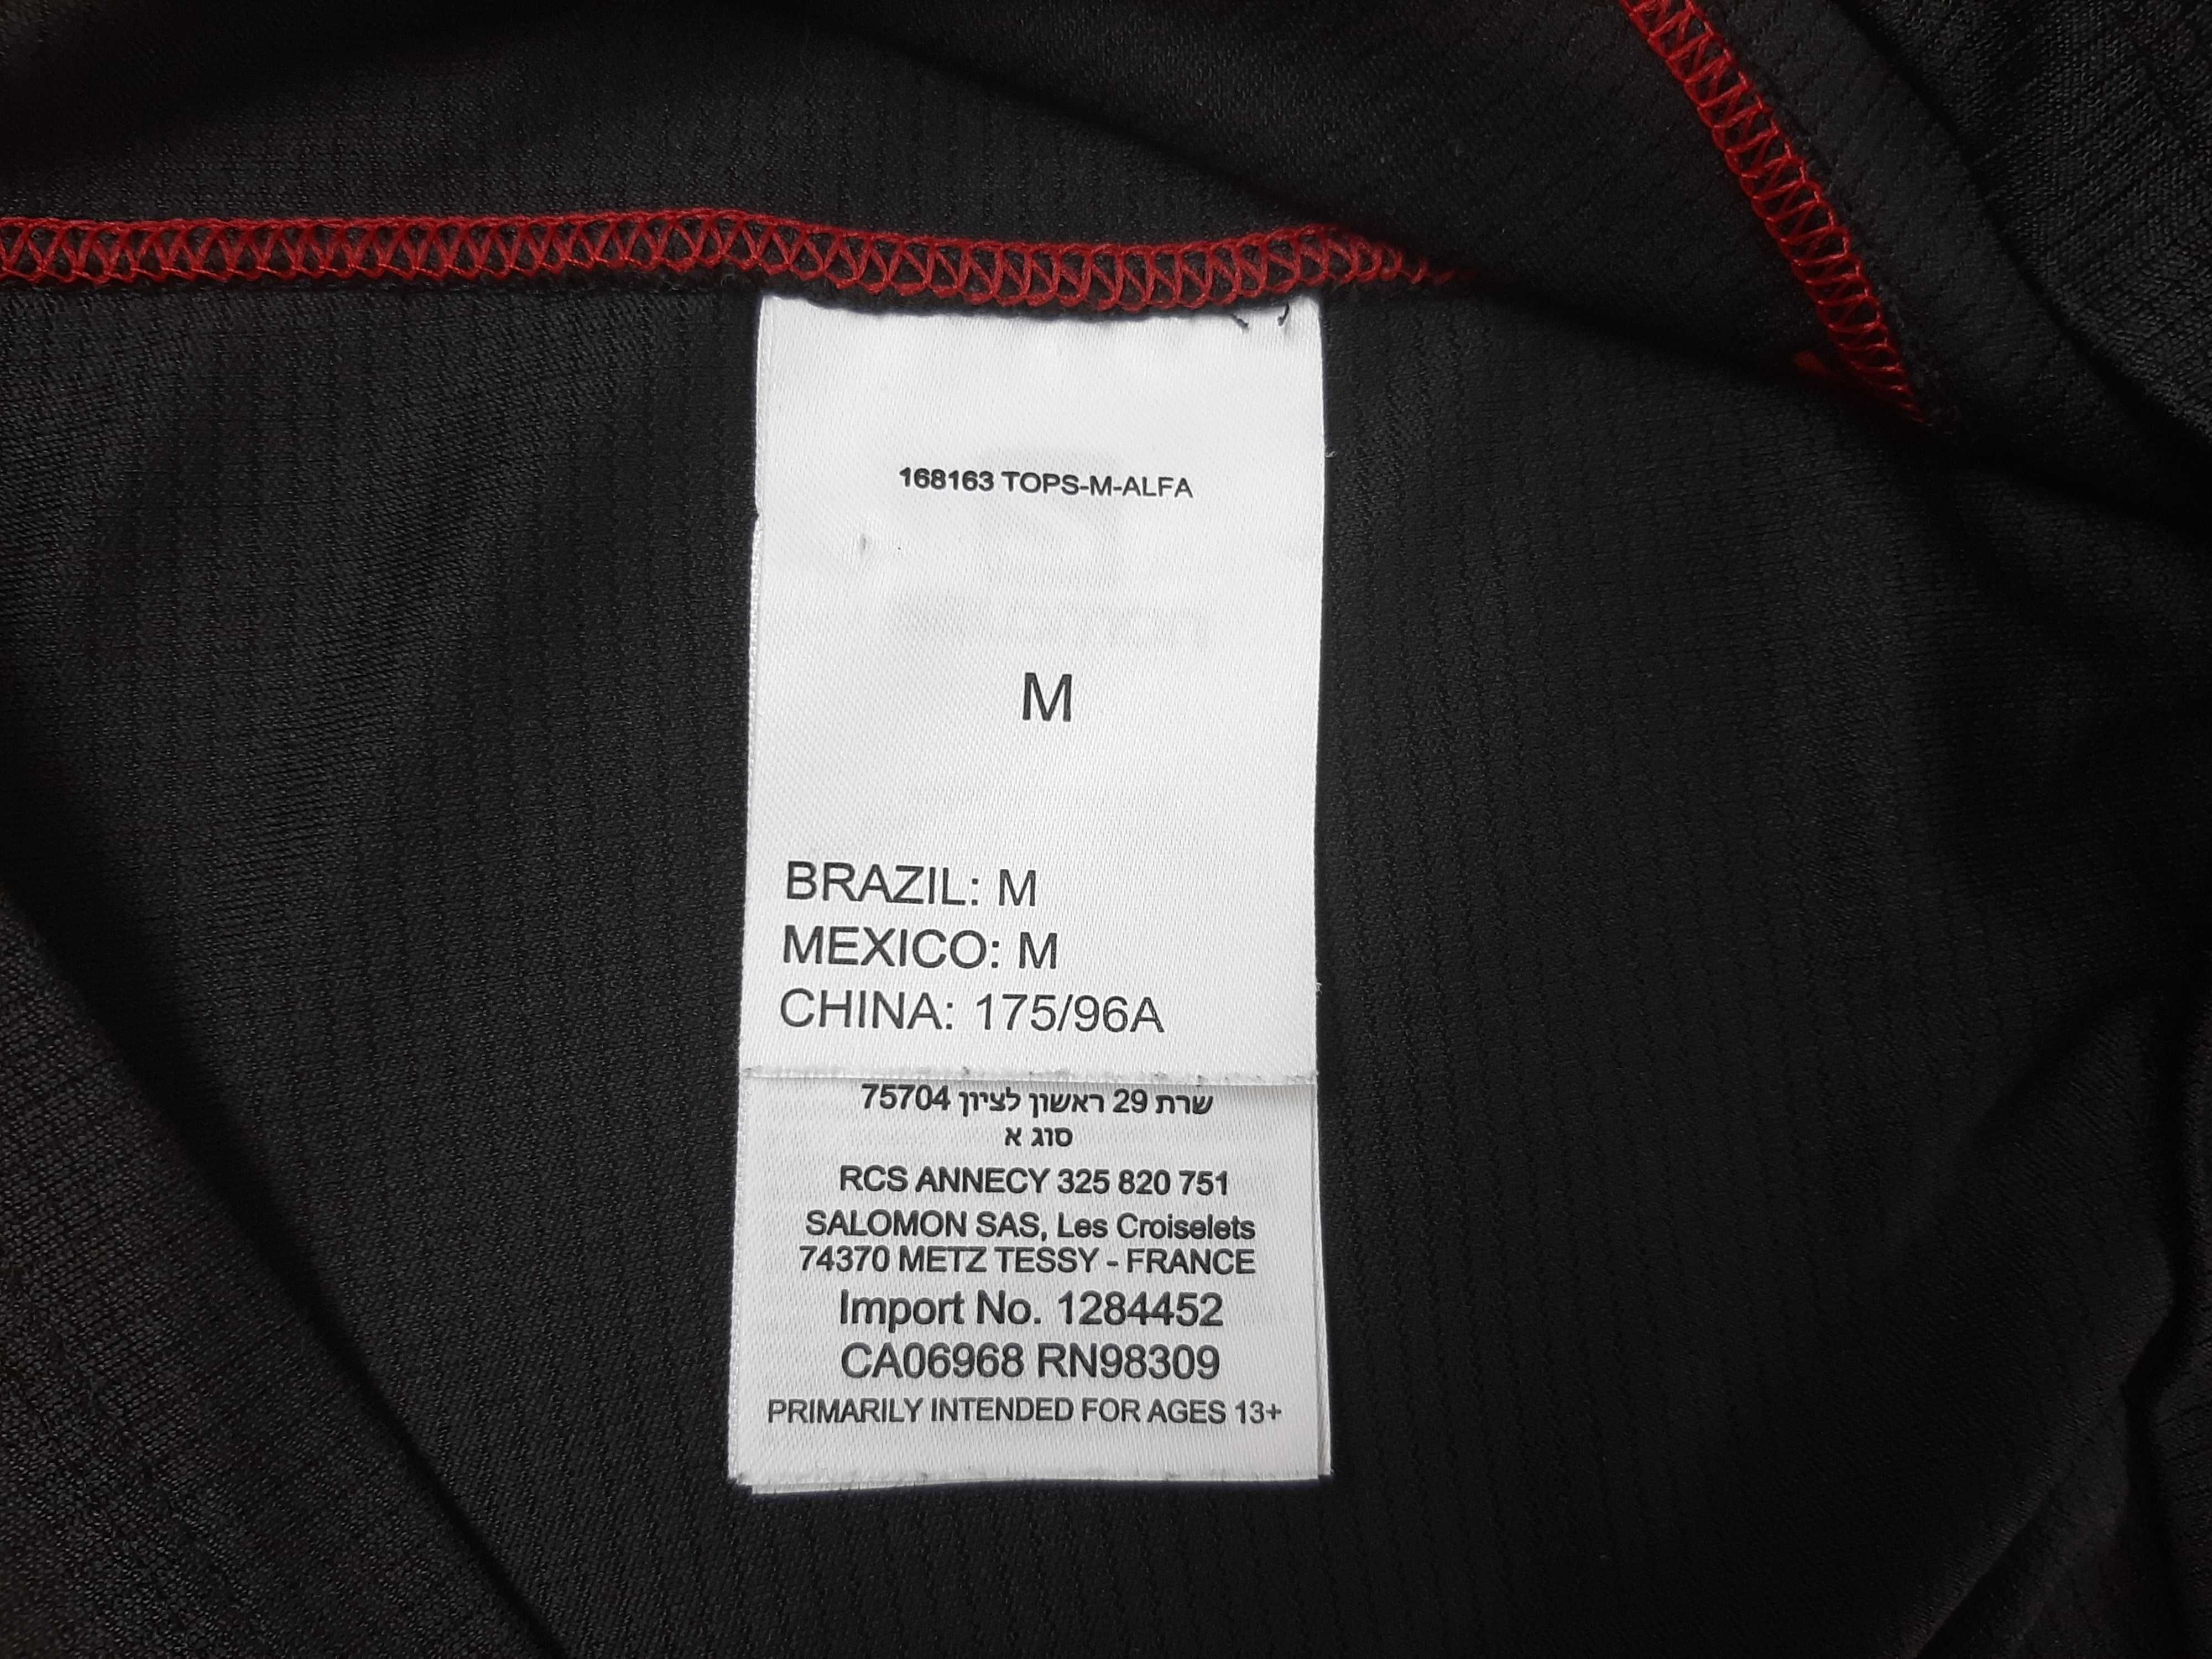 168163 TOPS-M-ALFA
M
BRAZIL: M
MEXICO: M
CHINA: 175/96A
שרת 29 ראשון לציון 75704
סוג א
RCS ANNECY 325 820 751
SALOMON SAS, Les Croiselets
74370 METZ TESSY - FRANCE
Import No. 1284452
CA06968 RN98309
PRIMARILY INTENDED FOR AGES 13+